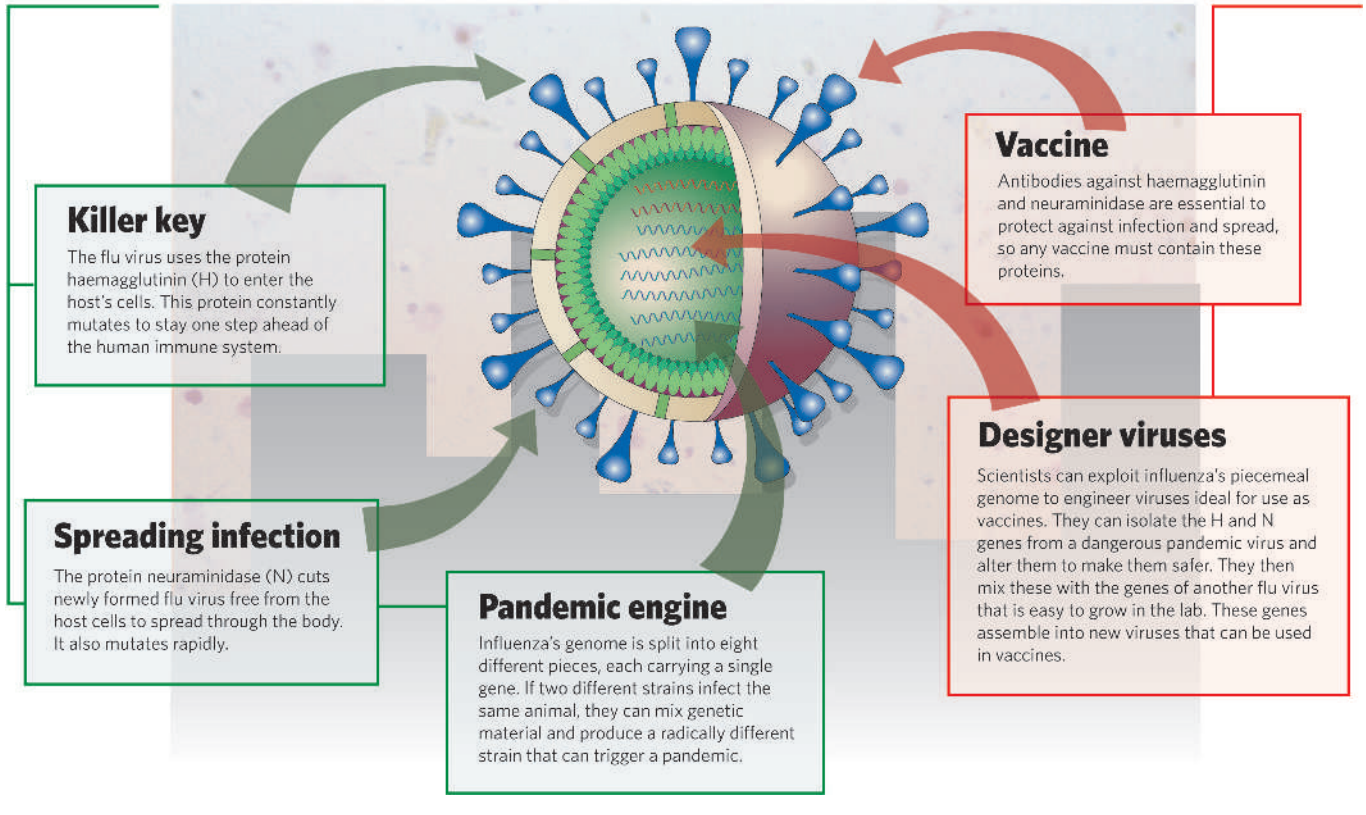 Killer key
The flu virus uses the protein
haemagglutinin (H) to enter the
host's cells. This protein constantly
mutates to stay one step ahead of
the human immune system.
Spreading infection
The protein neuraminidase (N) cuts
newly formed flu virus free from the
host cells to spread through the body.
It also mutates rapidly.
Pandemic engine
Influenza's genome is split into eight
different pieces, each carrying a single
gene. If two different strains infect the
same animal, they can mix genetic
material and produce a radically different
strain that can trigger a pandemic.
Vaccine
Antibodies against haemagglutinin
and neuraminidase are essential to
protect against infection and spread,
so any vaccine must contain these
proteins.
Designer viruses
Scientists can exploit influenza's piecemeal
genome to engineer viruses ideal for use as
vaccines. They can isolate the H and N
genes from a dangerous pandemic virus and
alter them to make them safer. They then
mix these with the genes of another flu virus
that is easy to grow in the lab. These genes
assemble into new viruses that can be used
in vaccines.